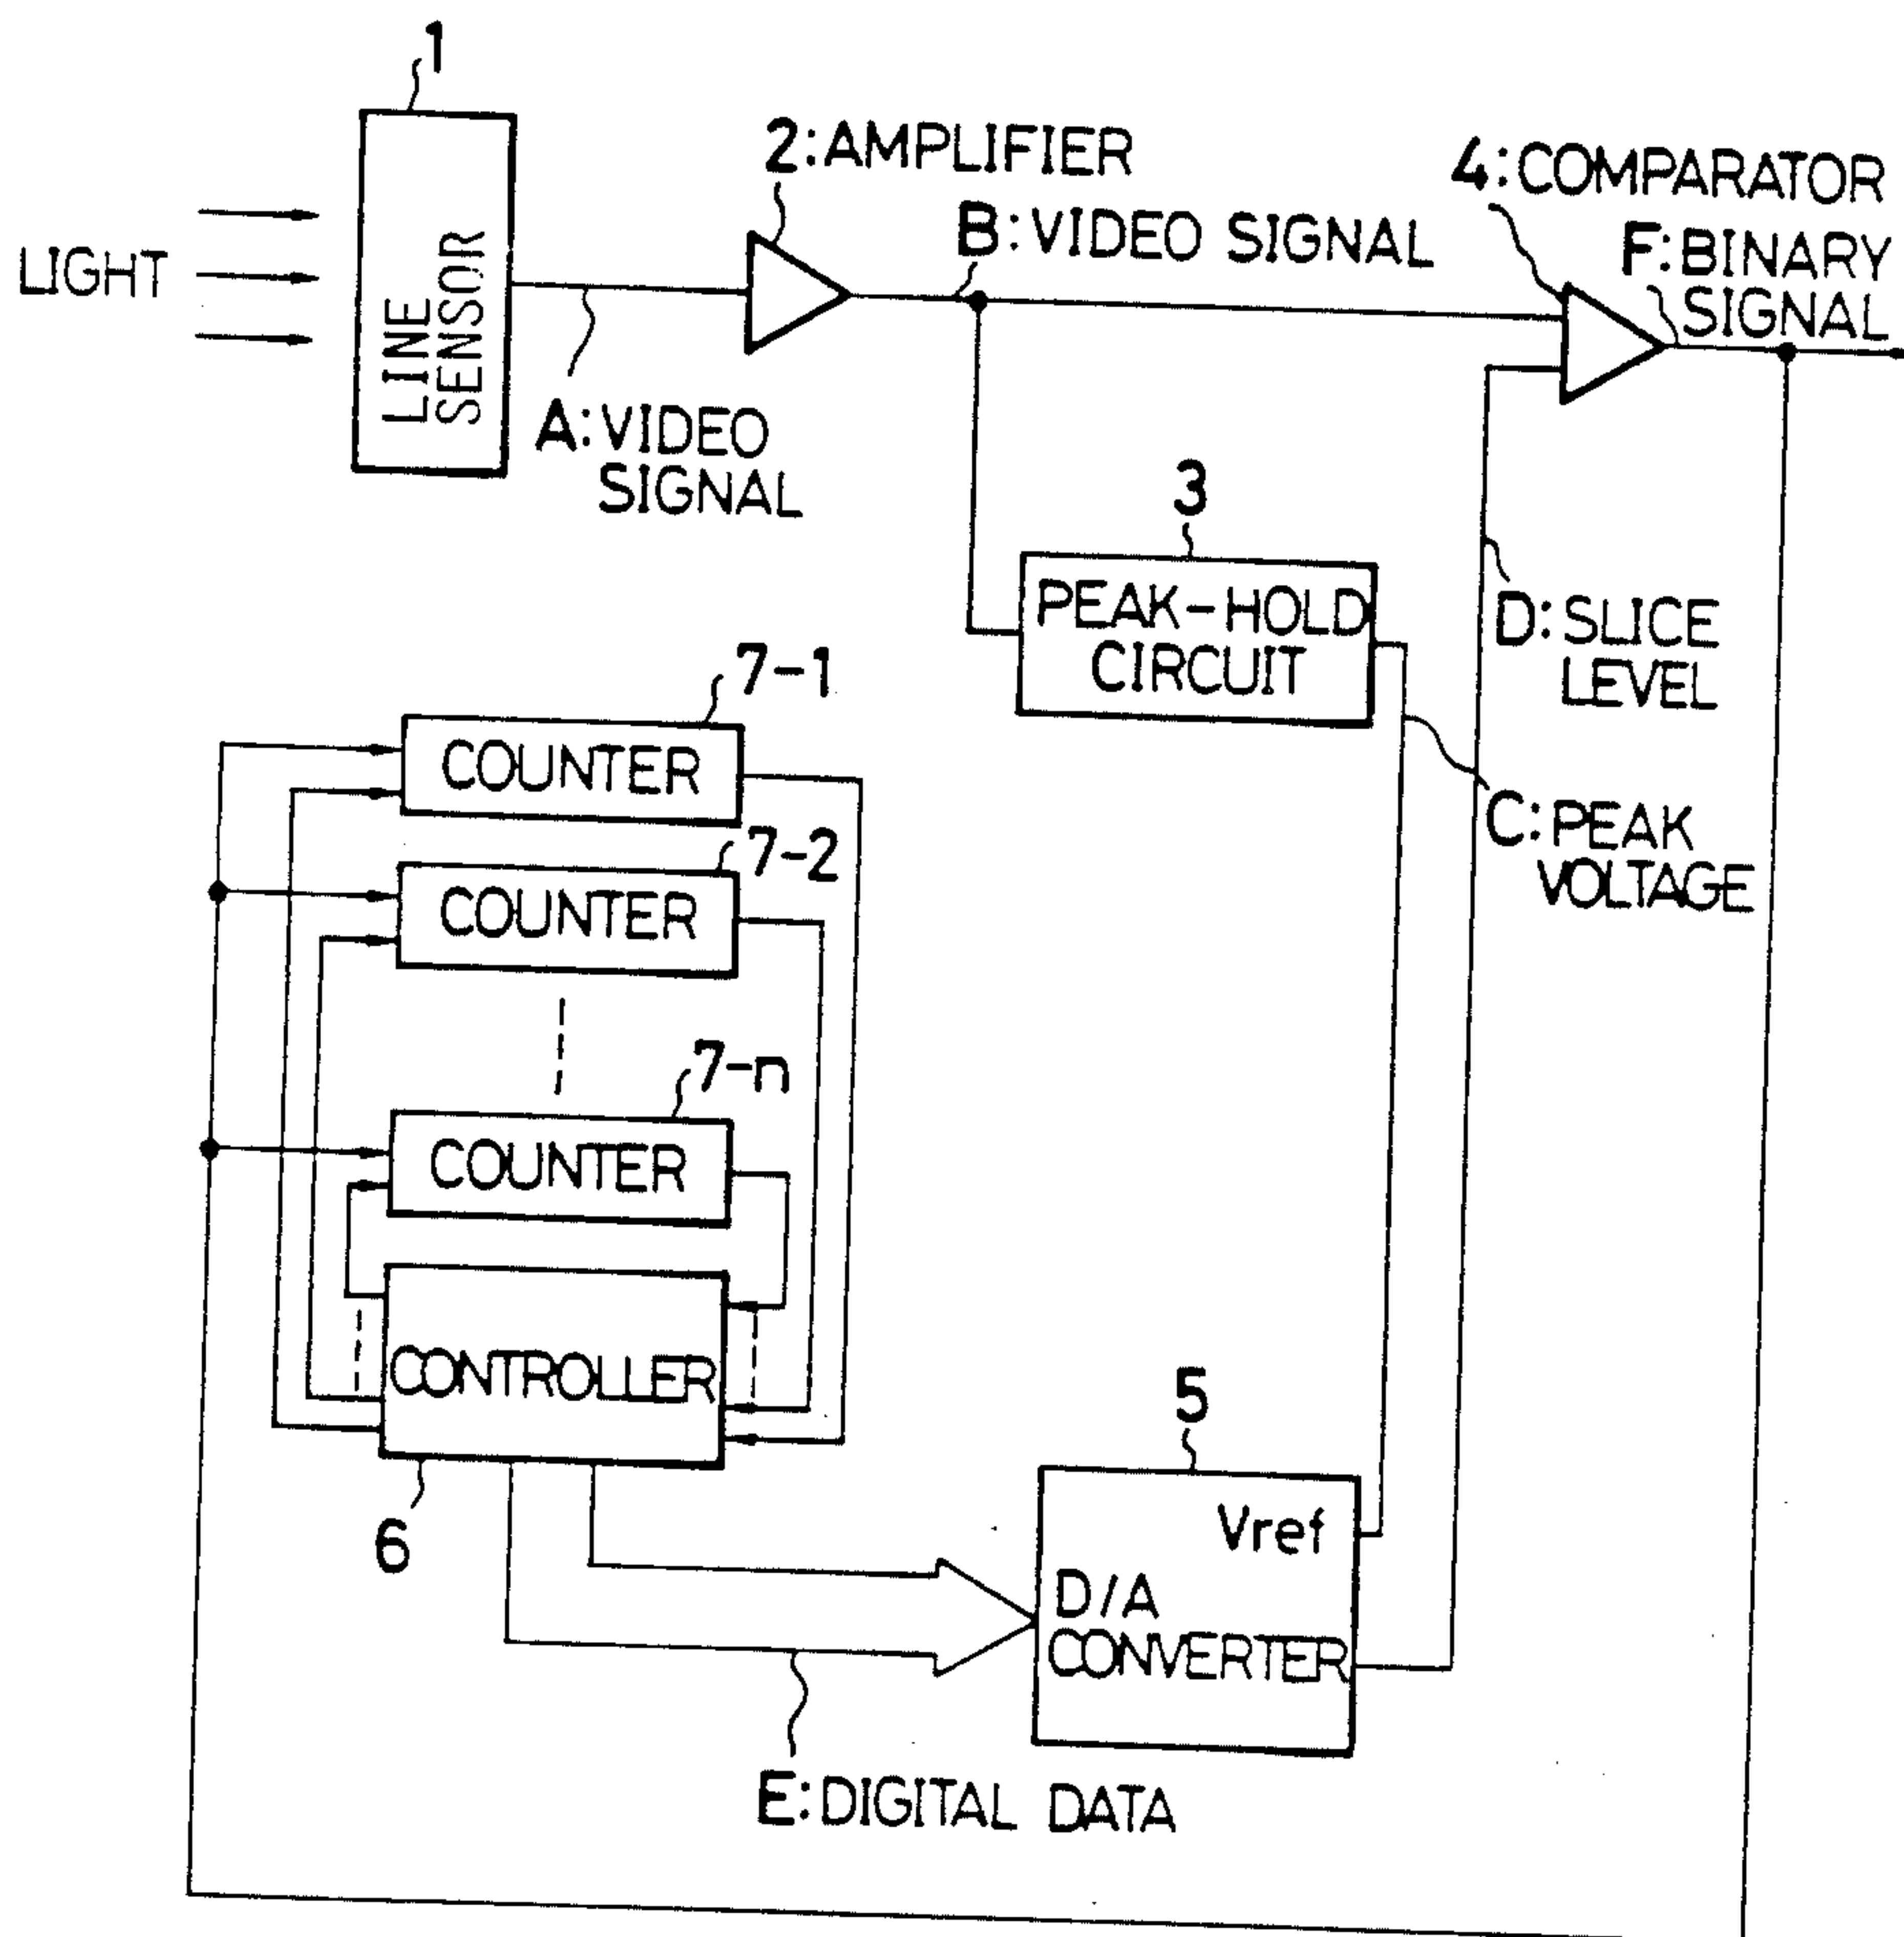 1
2:AMPLIFIER
4:COMPARATOR
B:VIDEO SIGNAL
F:BINARY
SIGNAL
LIGHT
LINE
SENSOR
A:VIDEO
SIGNAL
3
PEAK-HOLD
CIRCUIT
D:SLICE
LEVEL
7-1
COUNTER
C:PEAK
VOLTAGE
7-2
COUNTER
7-n
COUNTER
CONTROLLER
6
5
Vref
D/A
CONVERTER
E:DIGITAL DATA